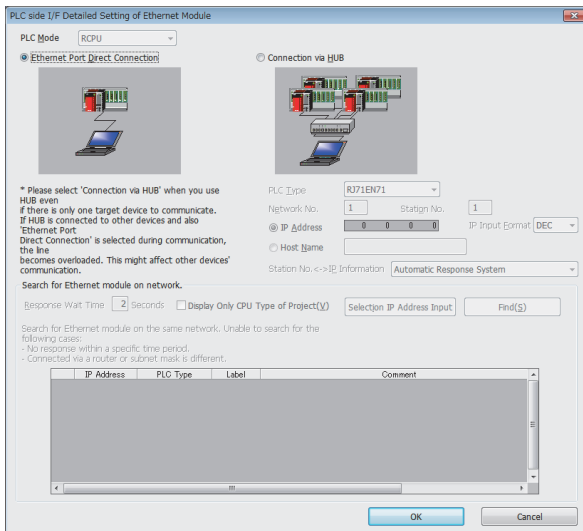 PLC side I/F Detailed Setting of Ethernet Module
PLC Mode RCPU
Ethernet Port Direct Connection
Connection via HUB
* Please select 'Connection via HUB' when you use
HUB even
if there is only one target device to communicate.
If HUB is connected to other devices and also
'Ethernet Port
Direct Connection' is selected during communication,
the line
becomes overloaded. This might affect other devices'
communication.
PLC Type RJ71EN71
Network No. 1 Station No. 1
IP Address 0 0 0 0 IP Input Format DEC
Host Name
Station No. <->IP Information Automatic Response System
Search for Ethernet module on network.
Response Wait Time 2 Seconds Display Only CPU Type of Project(V) Selection IP Address Input Find(S)
Search for Ethernet module on the same network. Unable to search for the
following cases:
- No response within a specific time period.
- Connected via a router or subnet mask is different.
IP Address PLC Type Label Comment
OK Cancel